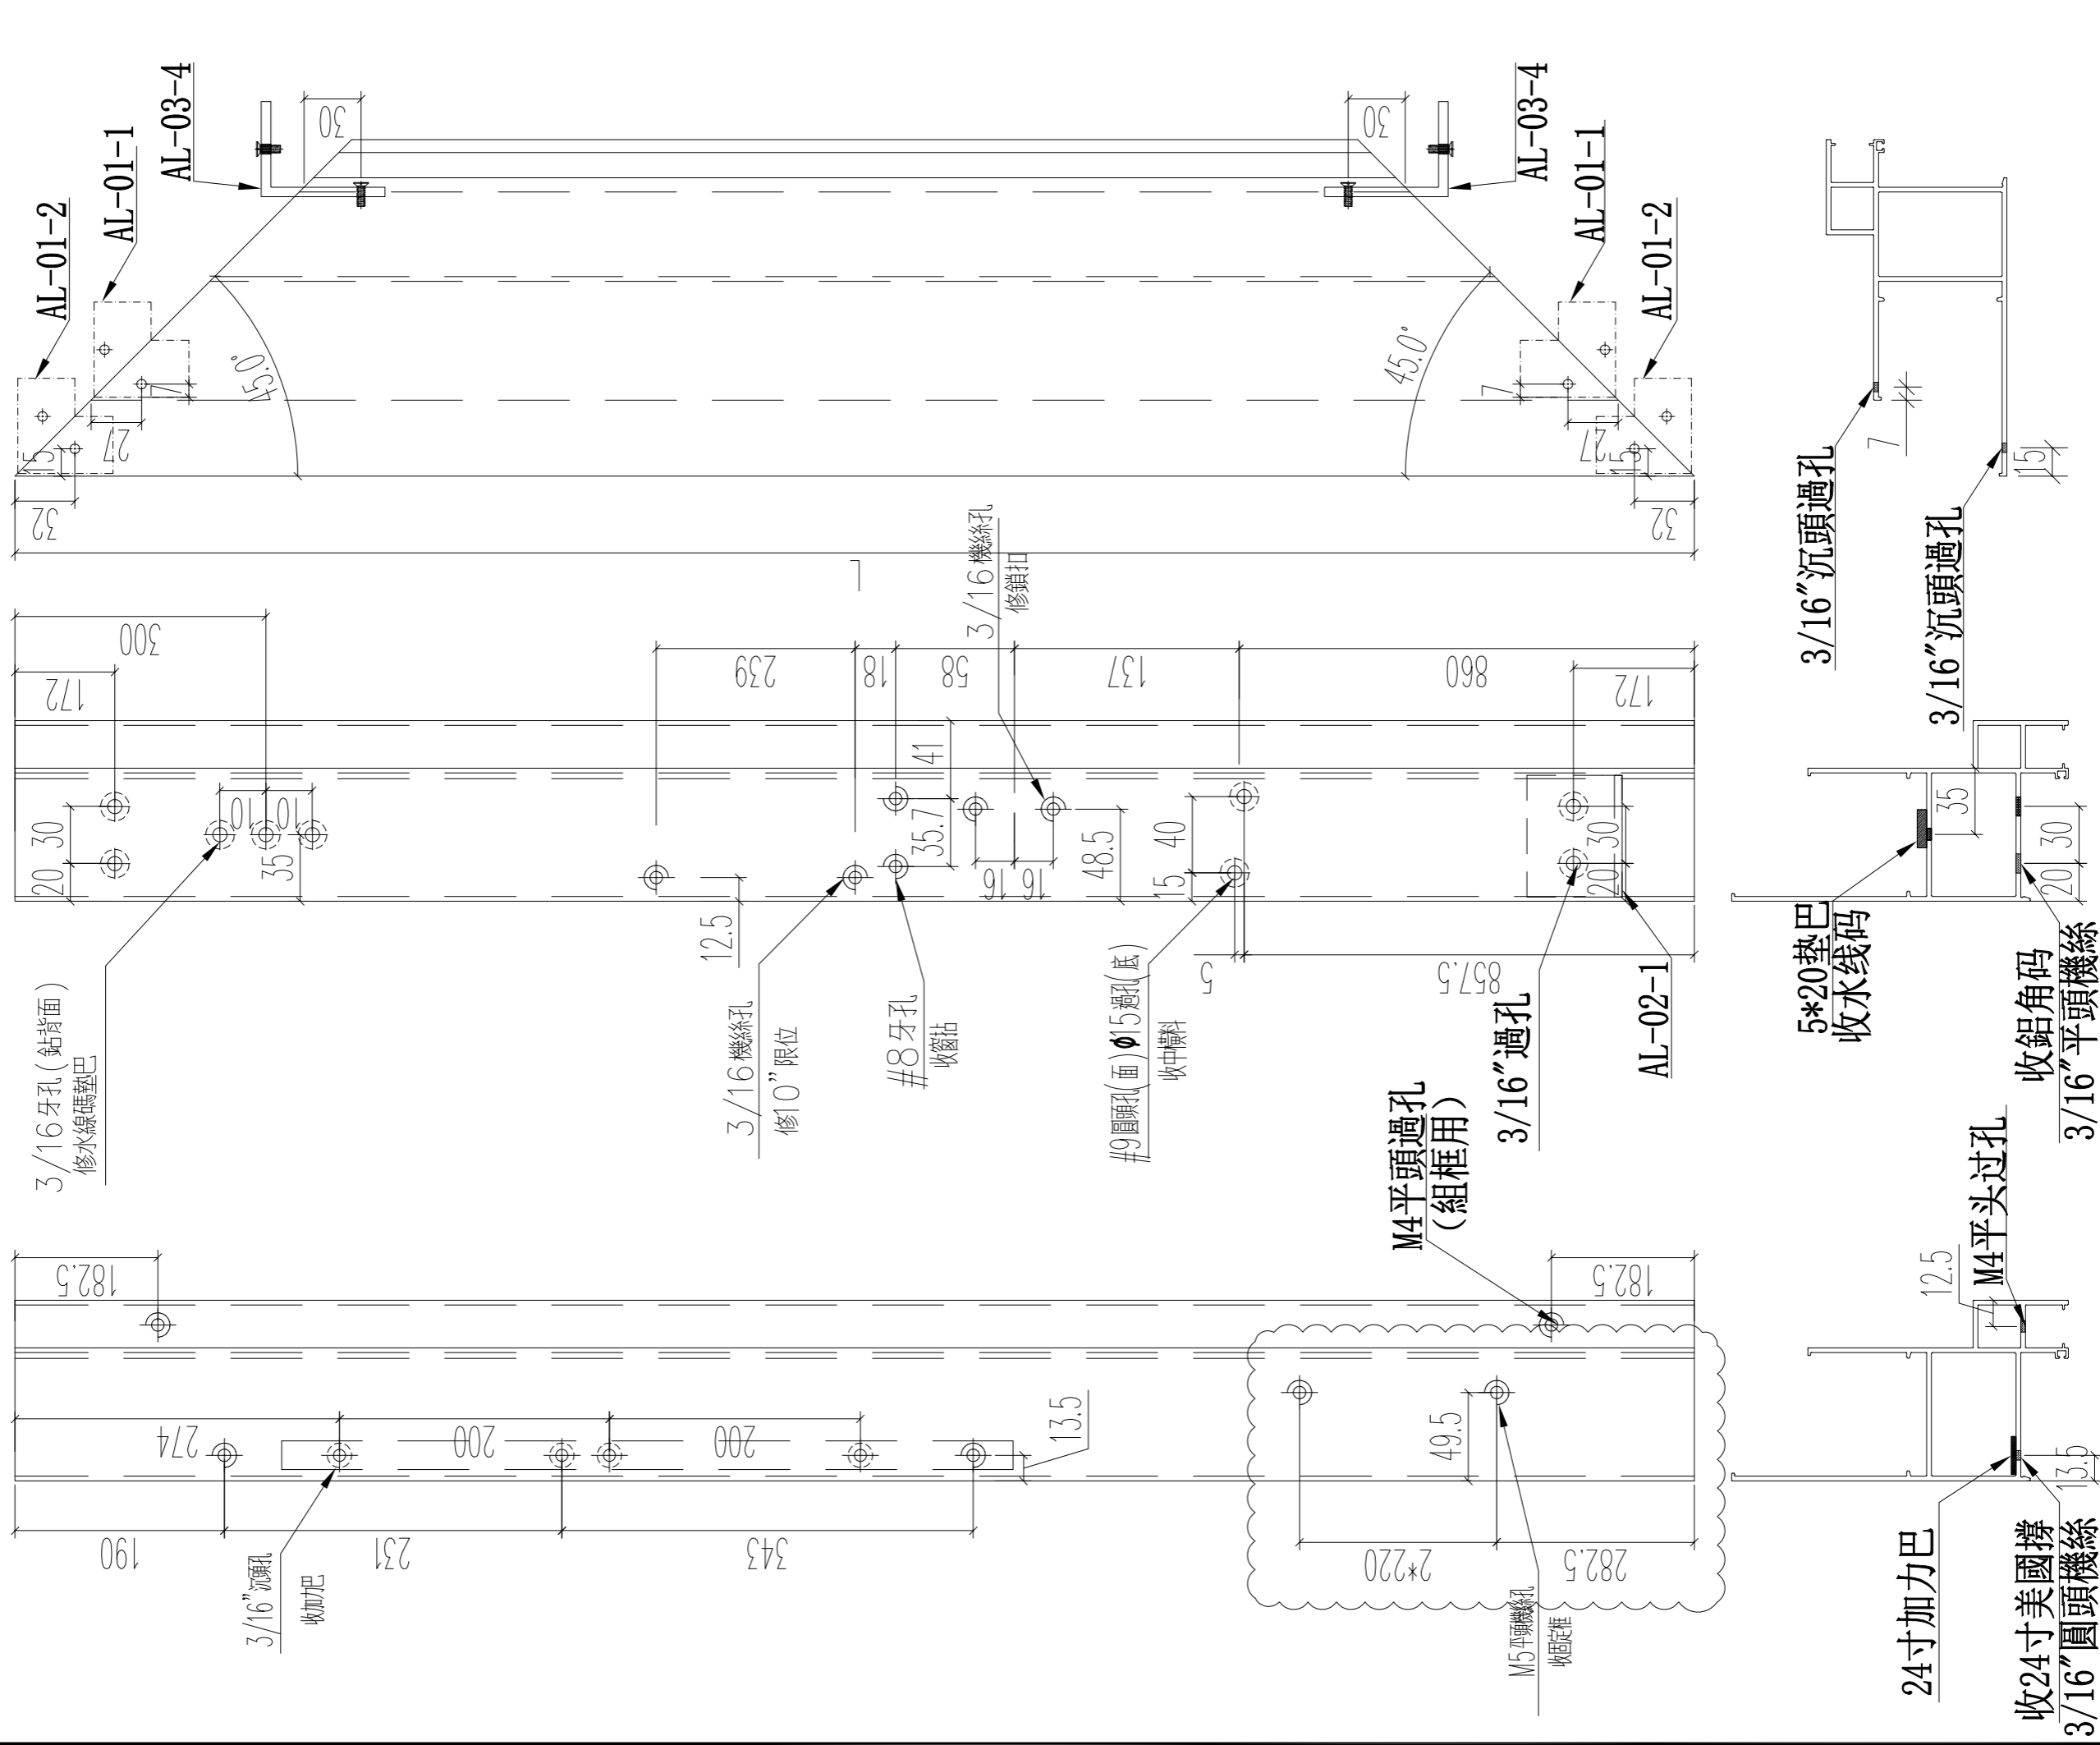 AL-01-2
AL-01-1
AL-03-4
30
15.0°
7
27
15
32
L
30
AL-03-4
AL-01-1
AL-01-2
45.0°
7
27
15
32
3/16″沉頭過孔
3/16″沉頭過孔
7
15
300
172
239
18
58
137
860
172
3/16機絲孔
修鎖扣
30
20
10
10
35
41
35.7
16
16
48.5
40
15
12.5
5
857.5
30
20
3/16牙孔(鉆背面)
修水線碼墊巴
3/16機絲孔
修10”限位
#8牙孔
收窗拈
#9圓頭孔(面)ϕ15過孔(底)
收中橫料
3/16″過孔
AL-02-1
35
30
20
5*20垫巴
收水线码
收鋁角码
3/16″平頭機絲
182.5
274
200
200
13.5
190
231
343
3/16"沉頭孔
收加力巴
M4平頭過孔
(組框用)
182.5
49.5
2*220
282.5
M5平頭機絲孔
收固定框
12.5
M4平头过孔
13.5
24寸加力巴
收24寸美國撐
3/16″圓頭機絲